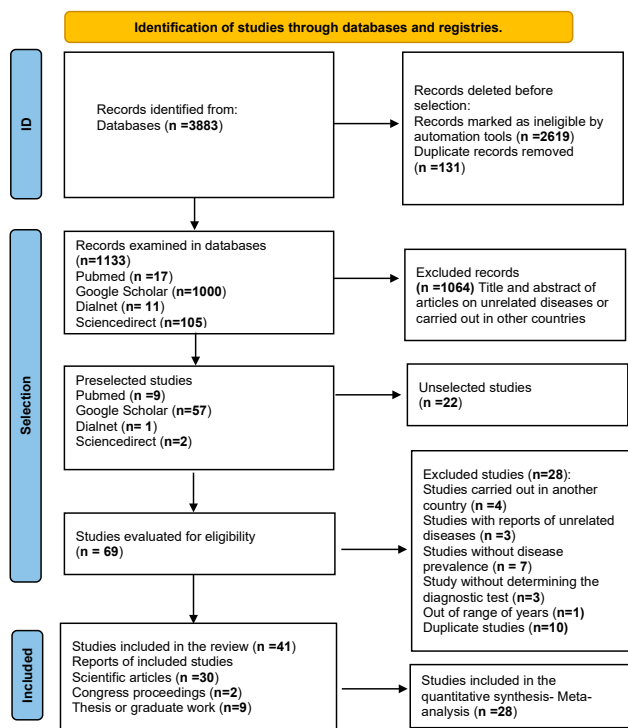 Identification of studies through databases and registries.
ID
Records identified from:
Databases (n =3883)
Records deleted before
selection:
Records marked as ineligible by
automation tools (n =2619)
Duplicate records removed
(n =131)
Selection
Records examined in databases
(n=1133)
Pubmed (n =17)
Google Scholar (n=1000)
Dialnet (n= 11)
Sciencedirect (n=105)
Excluded records
(n =1064) Title and abstract of
articles on unrelated diseases or
carried out in other countries
Preselected studies
Pubmed (n =9)
Google Scholar (n=57)
Dialnet (n= 1)
Sciencedirect (n=2)
Unselected studies
(n =22)
Studies evaluated for eligibility
(n = 69)
Excluded studies (n=28):
Studies carried out in another
country (n =4)
Studies with reports of unrelated
diseases (n =3)
Studies without disease
prevalence (n = 7)
Study without determining the
diagnostic test (n=3)
Out of range of years (n=1)
Duplicate studies (n=10)
Included
Studies included in the review (n =41)
Reports of included studies
Scientific articles (n =30)
Congress proceedings (n=2)
Thesis or graduate work (n=9)
Studies included in the
quantitative synthesis- Meta-
analysis (n =28)